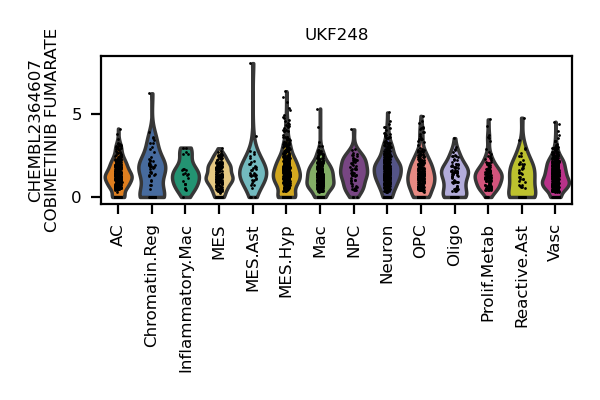 UKF248
CHEMBL2364607
COBIMETINIB FUMARATE
5
0
AC
Chromatin.Reg
Inflammatory.Mac
MES
MES.Ast
MES.Hyp
Mac
NPC
Neuron
OPC
Oligo
Prolif.Metab
Reactive.Ast
Vasc